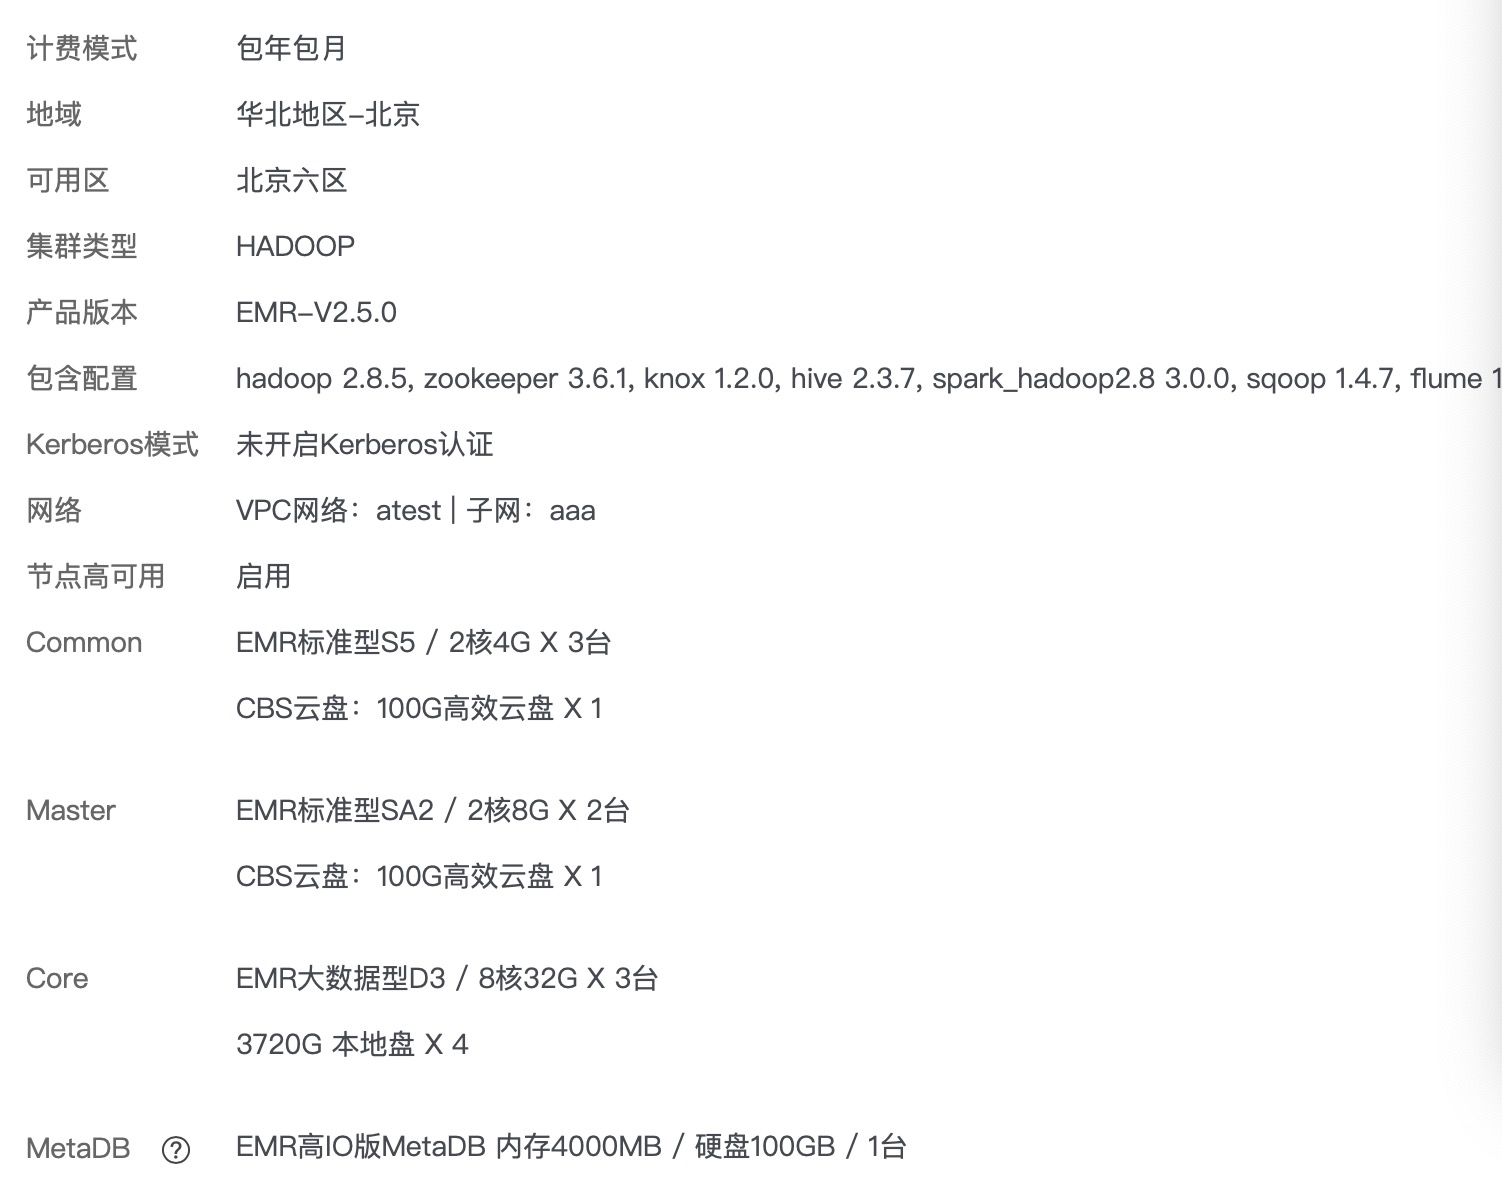 计费模式 包年包月
地域 华北地区-北京
可用区 北京六区
集群类型 HADOOP
产品版本 EMR-V2.5.0
包含配置 hadoop 2.8.5, zookeeper 3.6.1, knox 1.2.0, hive 2.3.7, spark_hadoop2.8 3.0.0, sqoop 1.4.7, flume 1
Kerberos模式 未开启Kerberos认证
网络 VPC网络：atest | 子网：aaa
节点高可用 启用
Common EMR标准型S5 / 2核4G X 3台
CBS云盘：100G高效云盘 X 1
Master EMR标准型SA2 / 2核8G X 2台
CBS云盘：100G高效云盘 X 1
Core EMR大数据型D3 / 8核32G X 3台
3720G 本地盘 X 4
MetaDB ? EMR高IO版MetaDB 内存4000MB / 硬盘100GB / 1台